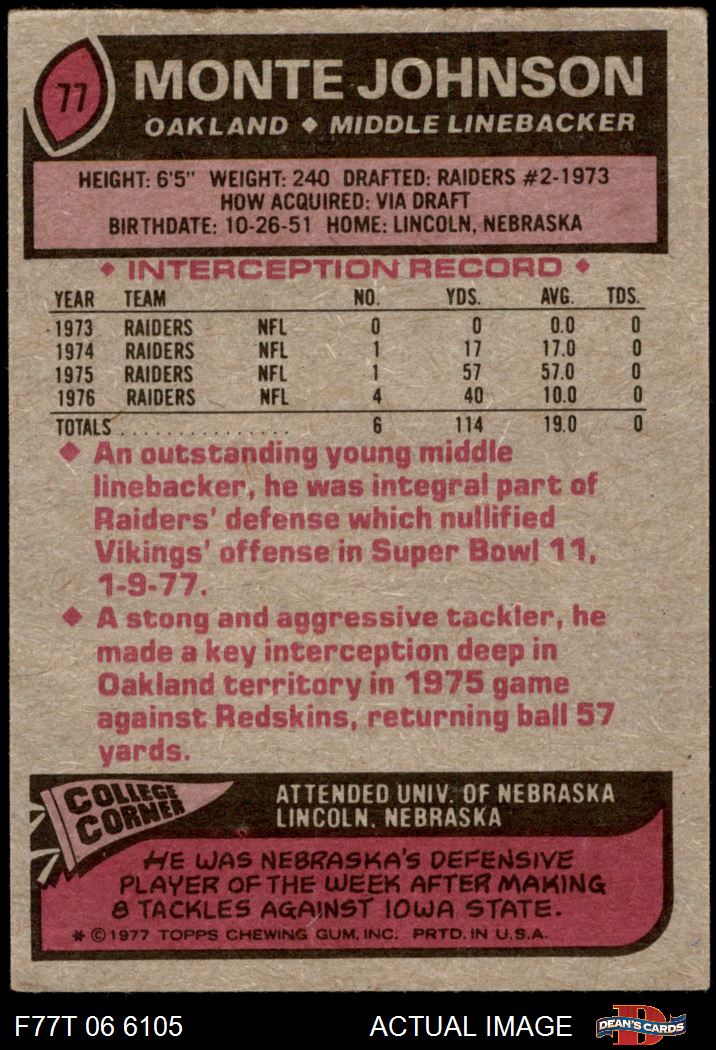 77
MONTE JOHNSON
OAKLAND ◆ MIDDLE LINEBACKER
HEIGHT: 6'5" WEIGHT: 240 DRAFTED: RAIDERS #2-1973
HOW ACQUIRED: VIA DRAFT
BIRTHDATE: 10-26-51 HOME: LINCOLN, NEBRASKA
◆ INTERCEPTION RECORD ◆
YEAR TEAM NO. YDS. AVG. TDS.
1973 RAIDERS NFL 0 0 0.0 0
1974 RAIDERS NFL 1 17 17.0 0
1975 RAIDERS NFL 1 57 57.0 0
1976 RAIDERS NFL 4 40 10.0 0
TOTALS . . . . . . . . . . . . . . . 6 114 19.0 0
◆ An outstanding young middle
linebacker, he was integral part of
Raiders' defense which nullified
Vikings' offense in Super Bowl 11,
1-9-77.
◆ A stong and aggressive tackler, he
made a key interception deep in
Oakland territory in 1975 game
against Redskins, returning ball 57
yards.
COLLEGE
CORNER
ATTENDED UNIV. OF NEBRASKA
LINCOLN, NEBRASKA
HE WAS NEBRASKA'S DEFENSIVE
PLAYER OF THE WEEK AFTER MAKING
8 TACKLES AGAINST IOWA STATE.
* © 1977 TOPPS CHEWING GUM, INC. PRTD. IN U.S.A.
F77T 06 6105 ACTUAL IMAGE DEAN'S CARDS